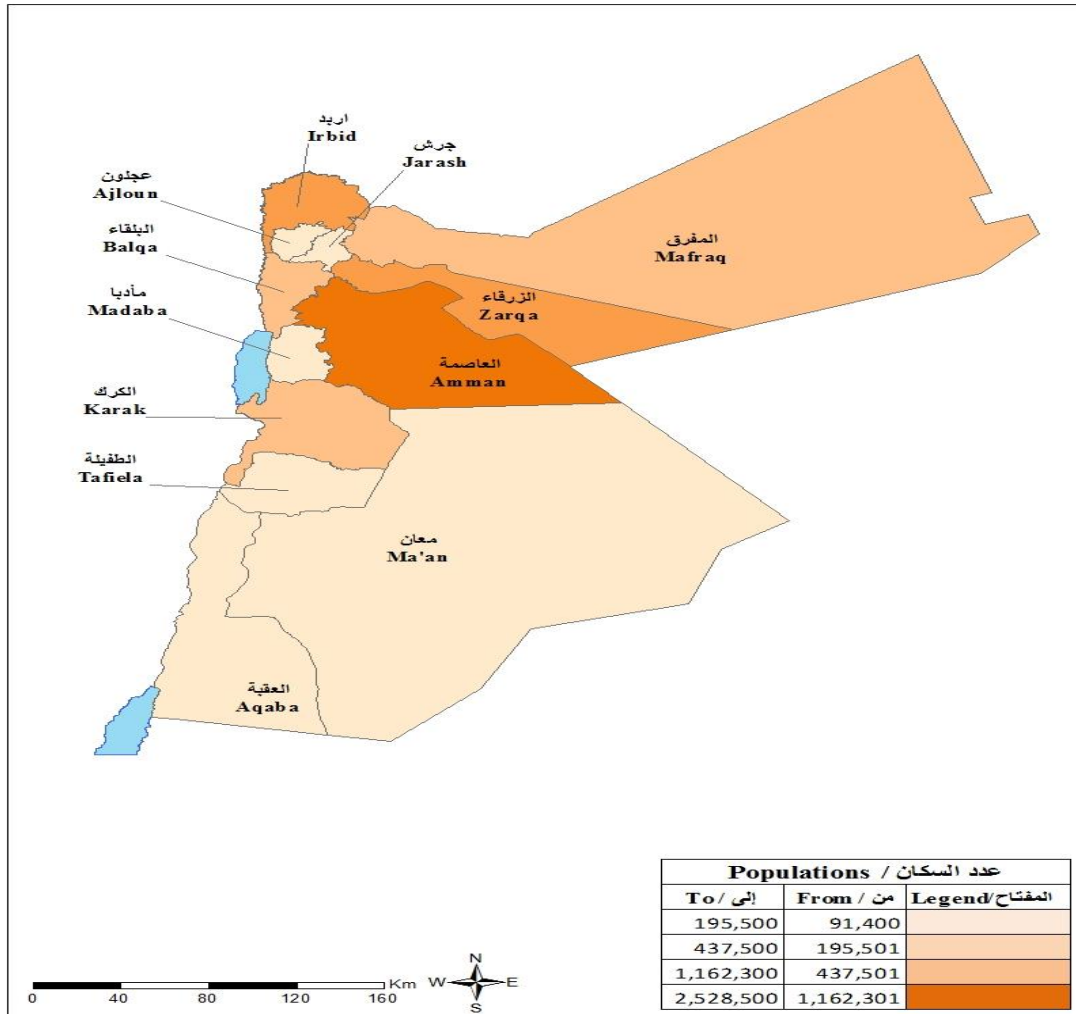 اربد
Irbid
جرش
Jarash
عجلون
Ajloun
البلقاء
Balqa
مأدبا
Madaba
المفرق
Mafraq
الزرقاء
Zarqa
العاصمة
Amman
الكرك
Karak
الطفيلة
Tafiela
معان
Ma'an
العقبة
Aqaba
عدد السكان / Populations
To / إلى From / من Legend/المفتاح
195,500 91,400
437,500 195,501
1,162,300 437,501
2,528,500 1,162,301
N
W E
S
Km
0 40 80 120 160